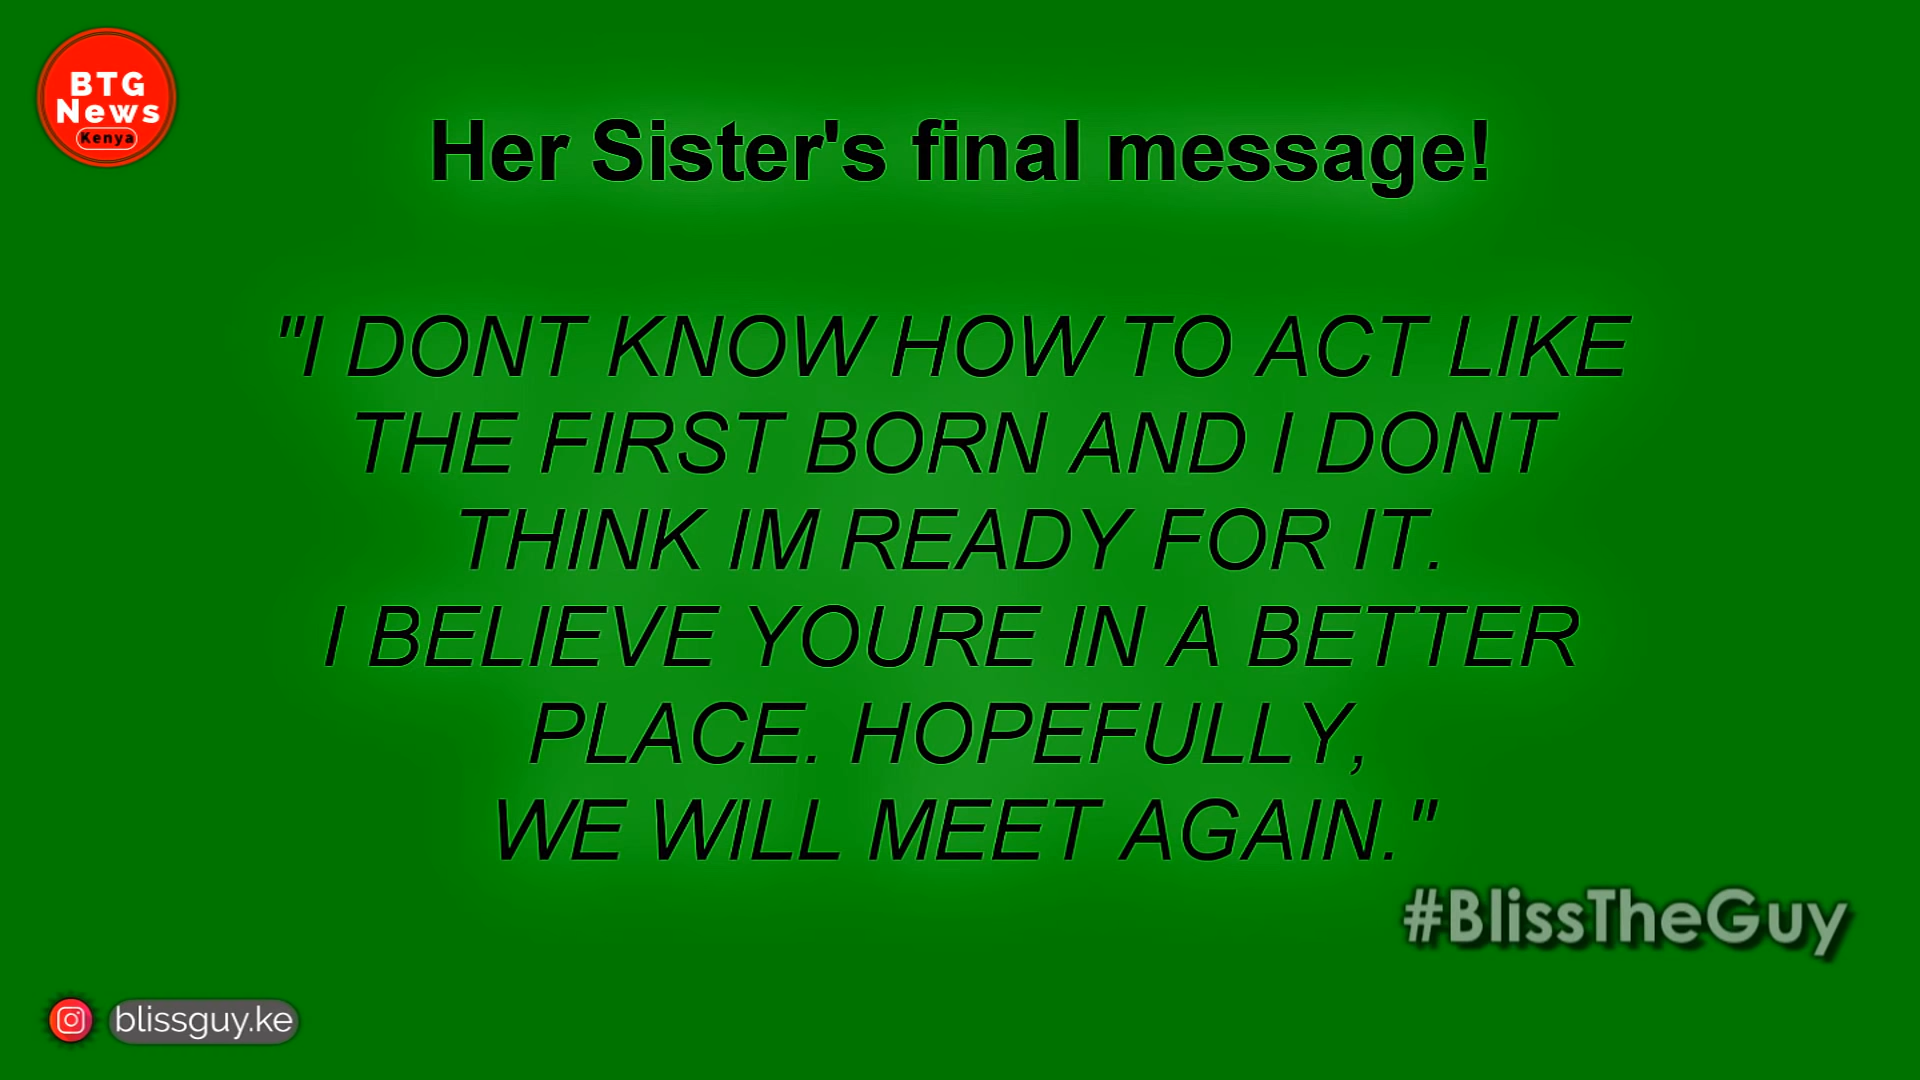 BTG
News
Kenya
Her Sister's final message!
"I DONT KNOW HOW TO ACT LIKE
THE FIRST BORN AND I DONT
THINK IM READY FOR IT.
I BELIEVE YOURE IN A BETTER
PLACE. HOPEFULLY,
WE WILL MEET AGAIN."
#BlissTheGuy
blissguy.ke